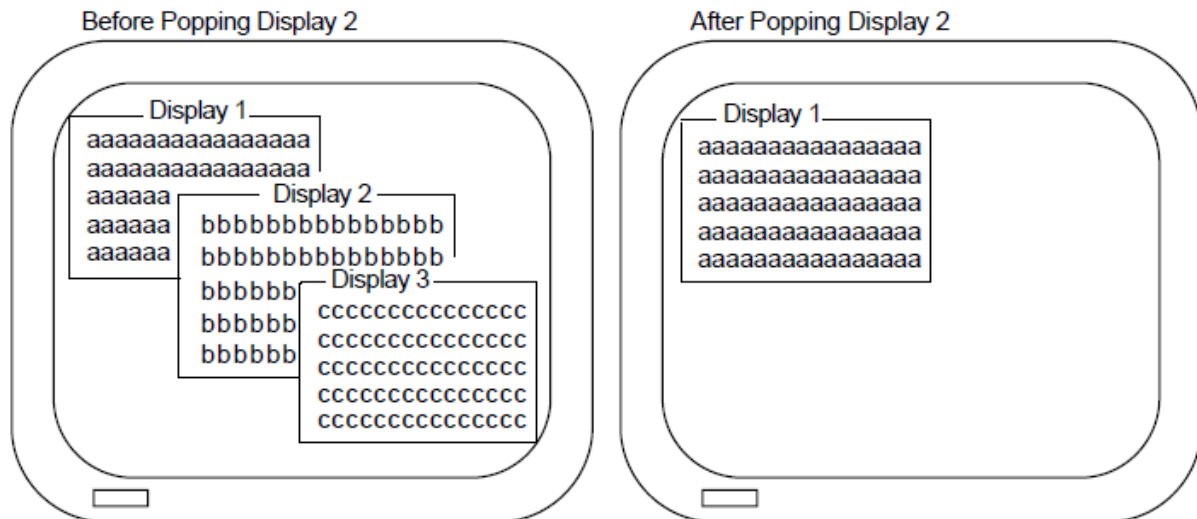 Before Popping Display 2
Display 1
aaaaaaaaaaaaaaaa
aaaaaaaaaaaaaaaa
aaaaaa
aaaaaa
aaaaaa
Display 2
bbbbbbbbbbbbbbb
bbbbbbbbbbbbbbb
bbbbbb
bbbbbb
bbbbbb
Display 3
ccccccccccccccc
ccccccccccccccc
ccccccccccccccc
ccccccccccccccc
ccccccccccccccc
After Popping Display 2
Display 1
aaaaaaaaaaaaaaaa
aaaaaaaaaaaaaaaa
aaaaaaaaaaaaaaaa
aaaaaaaaaaaaaaaa
aaaaaaaaaaaaaaaa